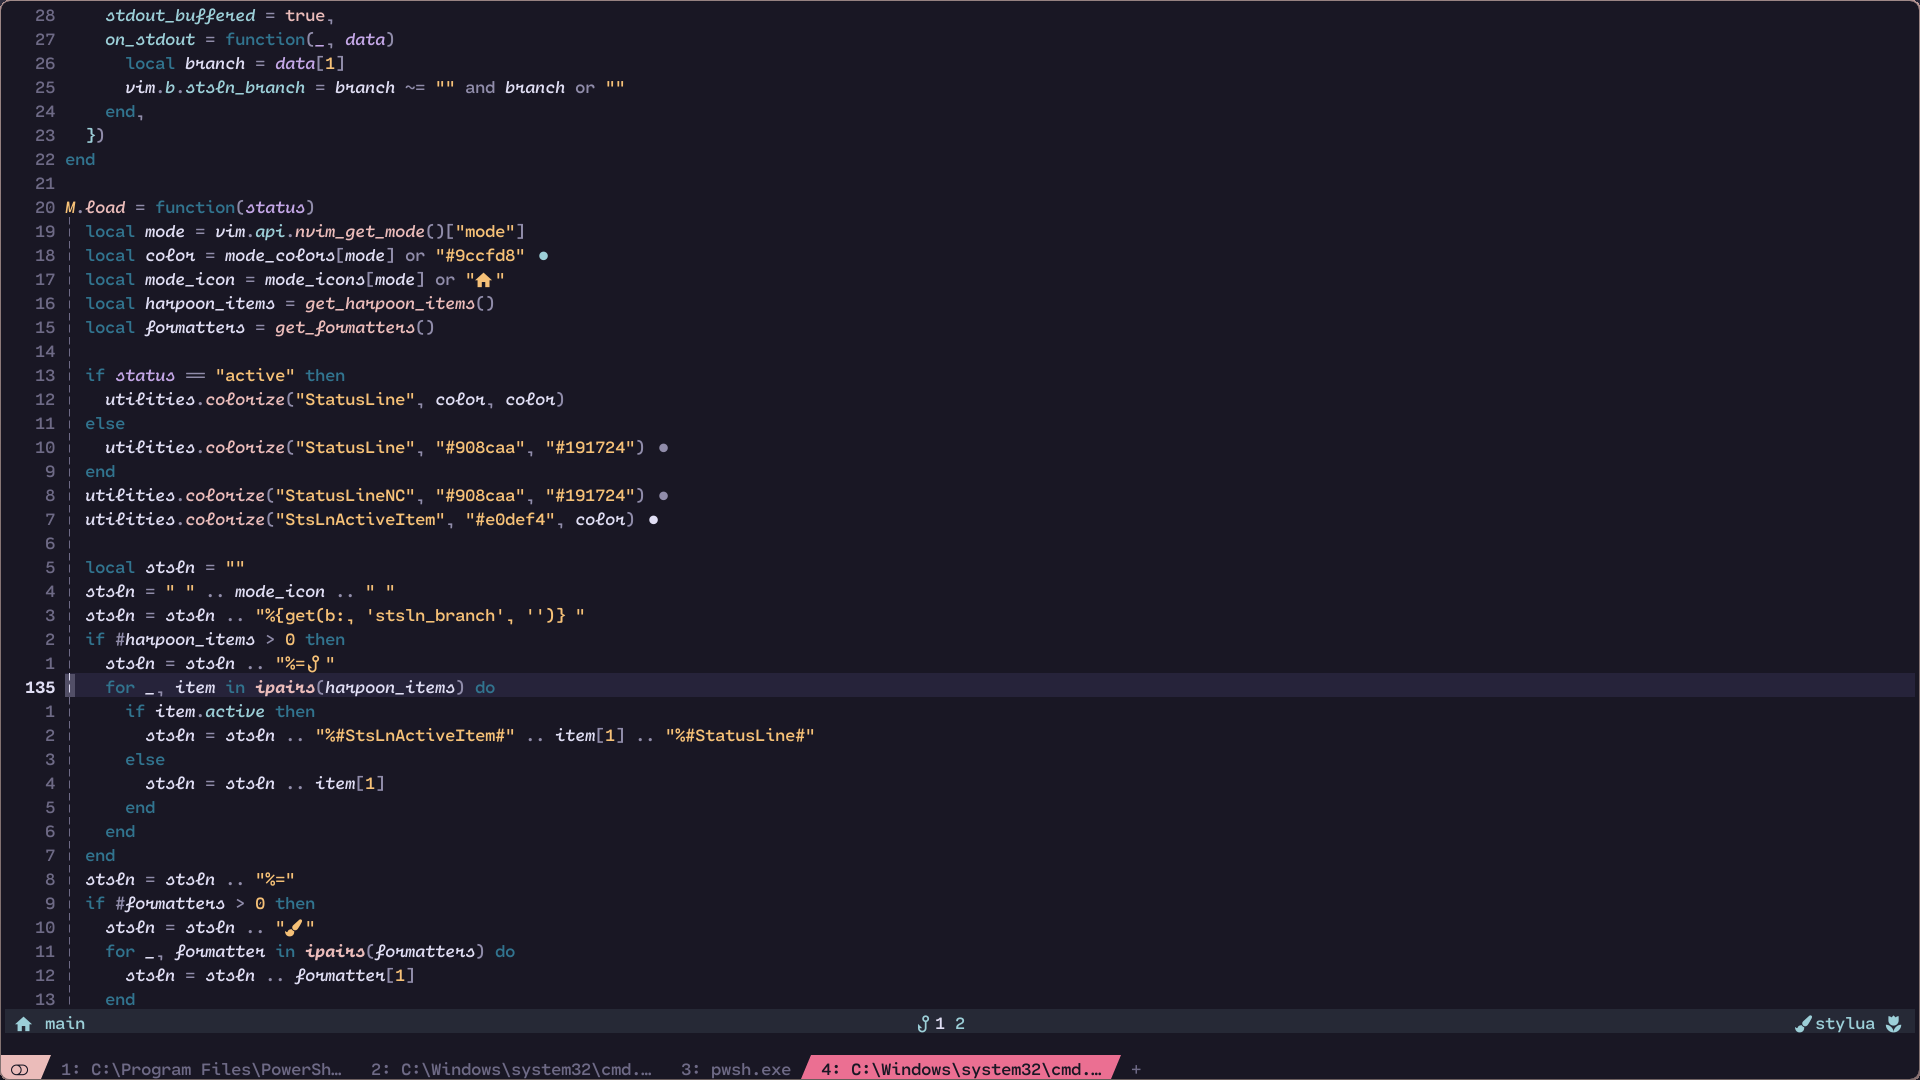 28     stdout_buffered = true,
27     on_stdout = function(_, data)
26       local branch = data[1]
25       vim.b.stsln_branch = branch ~= "" and branch or ""
24     end,
23   })
22 end
21
20 M.load = function(status)
19   local mode = vim.api.nvim_get_mode()["mode"]
18   local color = mode_colors[mode] or "#9ccfd8"
17   local mode_icon = mode_icons[mode] or ""
16   local harpoon_items = get_harpoon_items()
15   local formatters = get_formatters()
14
13   if status == "active" then
12     utilities.colorize("StatusLine", color, color)
11   else
10     utilities.colorize("StatusLine", "#908caa", "#191724")
9   end
8   utilities.colorize("StatusLineNC", "#908caa", "#191724")
7   utilities.colorize("StsLnActiveItem", "#e0def4", color)
6
5   local stsln = ""
4   stsln = " " .. mode_icon .. " "
3   stsln = stsln .. "%{get(b:, 'stsln_branch', '')} "
2   if #harpoon_items > 0 then
1     stsln = stsln .. "%= "
135     for _, item in ipairs(harpoon_items) do
1       if item.active then
2         stsln = stsln .. "%#StsLnActiveItem#" .. item[1] .. "%#StatusLine#"
3       else
4         stsln = stsln .. item[1]
5       end
6     end
7   end
8   stsln = stsln .. "%="
9   if #formatters > 0 then
10     stsln = stsln .. ""
11     for _, formatter in ipairs(formatters) do
12       stsln = stsln .. formatter[1]
13     end
main 1 2 stylua
1: C:\Program Files\PowerSh… 2: C:\Windows\system32\cmd.… 3: pwsh.exe 4: C:\Windows\system32\cmd.… +